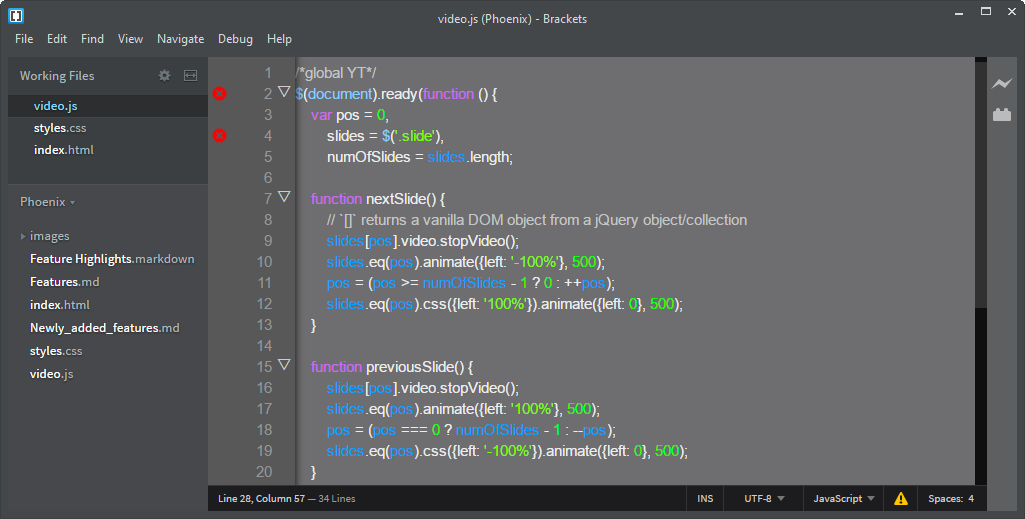 video.js (Phoenix) - Brackets
File Edit Find View Navigate Debug Help
Working Files
video.js
styles.css
index.html
Phoenix
images
Feature Highlights.markdown
Features.md
index.html
Newly_added_features.md
styles.css
video.js
1 /*global YT*/
2 $(document).ready(function () {
3 var pos = 0,
4 slides = $('.slide'),
5 numOfSlides = slides.length;
6
7 function nextSlide() {
8 // `[]` returns a vanilla DOM object from a jQuery object/collection
9 slides[pos].video.stopVideo();
10 slides.eq(pos).animate({left: '-100%'}, 500);
11 pos = (pos >= numOfSlides - 1 ? 0 : ++pos);
12 slides.eq(pos).css({left: '100%'}).animate({left: 0}, 500);
13 }
14
15 function previousSlide() {
16 slides[pos].video.stopVideo();
17 slides.eq(pos).animate({left: '100%'}, 500);
18 pos = (pos === 0 ? numOfSlides - 1 : --pos);
19 slides.eq(pos).css({left: '-100%'}).animate({left: 0}, 500);
20 }
Line 28, Column 57 — 34 Lines INS UTF-8 JavaScript Spaces: 4